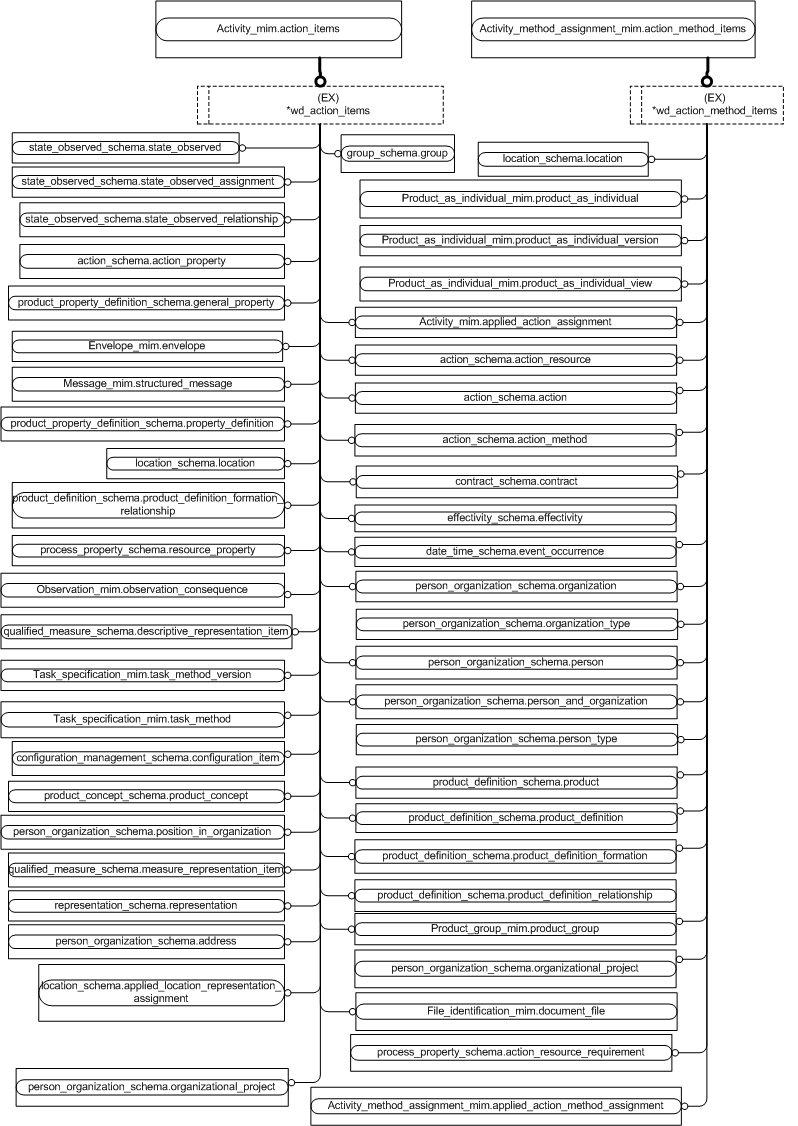 Activity_mim.action_items
Activity_method_assignment_mim.action_method_items
(EX)
*wd_action_items
(EX)
*wd_action_method_items
state_observed_schema.state_observed
group_schema.group
location_schema.location
state_observed_schema.state_observed_assignment
Product_as_individual_mim.product_as_individual
state_observed_schema.state_observed_relationship
Product_as_individual_mim.product_as_individual_version
action_schema.action_property
Product_as_individual_mim.product_as_individual_view
product_property_definition_schema.general_property
Activity_mim.applied_action_assignment
Envelope_mim.envelope
action_schema.action_resource
Message_mim.structured_message
action_schema.action
product_property_definition_schema.property_definition
action_schema.action_method
location_schema.location
contract_schema.contract
product_definition_schema.product_definition_formation_
relationship
effectivity_schema.effectivity
process_property_schema.resource_property
date_time_schema.event_occurrence
Observation_mim.observation_consequence
person_organization_schema.organization
qualified_measure_schema.descriptive_representation_item
person_organization_schema.organization_type
Task_specification_mim.task_method_version
person_organization_schema.person
Task_specification_mim.task_method
person_organization_schema.person_and_organization
configuration_management_schema.configuration_item
person_organization_schema.person_type
product_concept_schema.product_concept
product_definition_schema.product
person_organization_schema.position_in_organization
product_definition_schema.product_definition
qualified_measure_schema.measure_representation_item
product_definition_schema.product_definition_formation
representation_schema.representation
product_definition_schema.product_definition_relationship
person_organization_schema.address
Product_group_mim.product_group
location_schema.applied_location_representation_
assignment
person_organization_schema.organizational_project
File_identification_mim.document_file
process_property_schema.action_resource_requirement
person_organization_schema.organizational_project
Activity_method_assignment_mim.applied_action_method_assignment